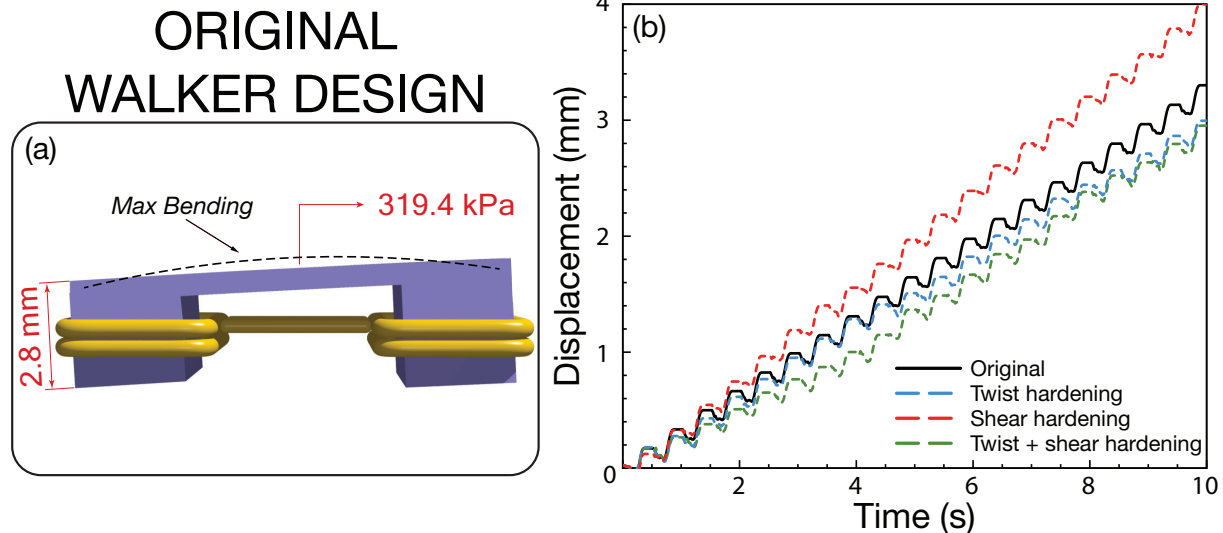 ORIGINAL
WALKER DESIGN
(a)
Max Bending
319.4 kPa
2.8 mm
(b)
Displacement (mm)
4
3
2
1
0
Original
Twist hardening
Shear hardening
Twist + shear hardening
2
4
6
8
10
Time (s)